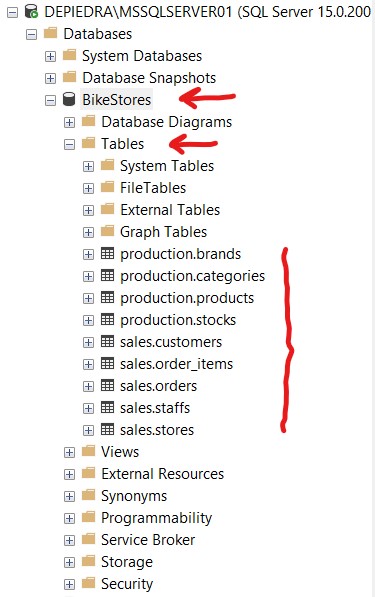 DEPIEDRA\MSSQLSERVER01 (SQL Server 15.0.200
Databases
System Databases
Database Snapshots
BikeStores
Database Diagrams
Tables
System Tables
FileTables
External Tables
Graph Tables
production.brands
production.categories
production.products
production.stocks
sales.customers
sales.order_items
sales.orders
sales.staffs
sales.stores
Views
External Resources
Synonyms
Programmability
Service Broker
Storage
Security